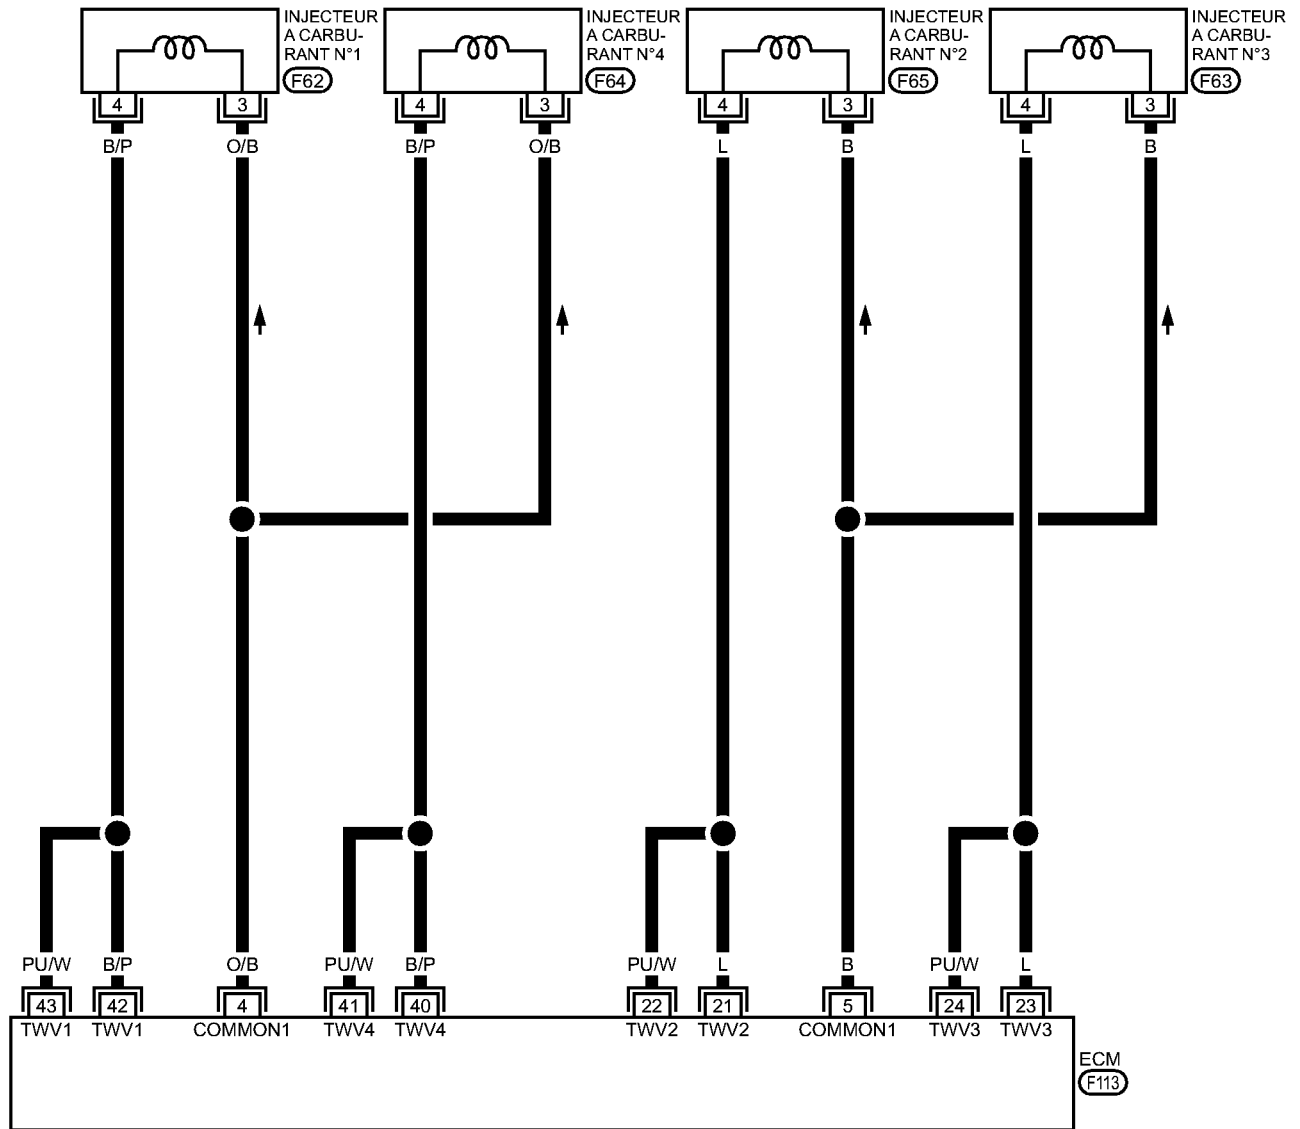 INJECTEUR
A CARBU-
RANT N°1
F62
INJECTEUR
A CARBU-
RANT N°4
F64
INJECTEUR
A CARBU-
RANT N°2
F65
INJECTEUR
A CARBU-
RANT N°3
F63
4 3 4 3 4 3 4 3
B/P O/B B/P O/B L B L B
PU/W B/P O/B PU/W B/P PU/W L B PU/W L
43 42 4 41 40 22 21 5 24 23
TWV1 TWV1 COMMON1 TWV4 TWV4 TWV2 TWV2 COMMON1 TWV3 TWV3
ECM
F113